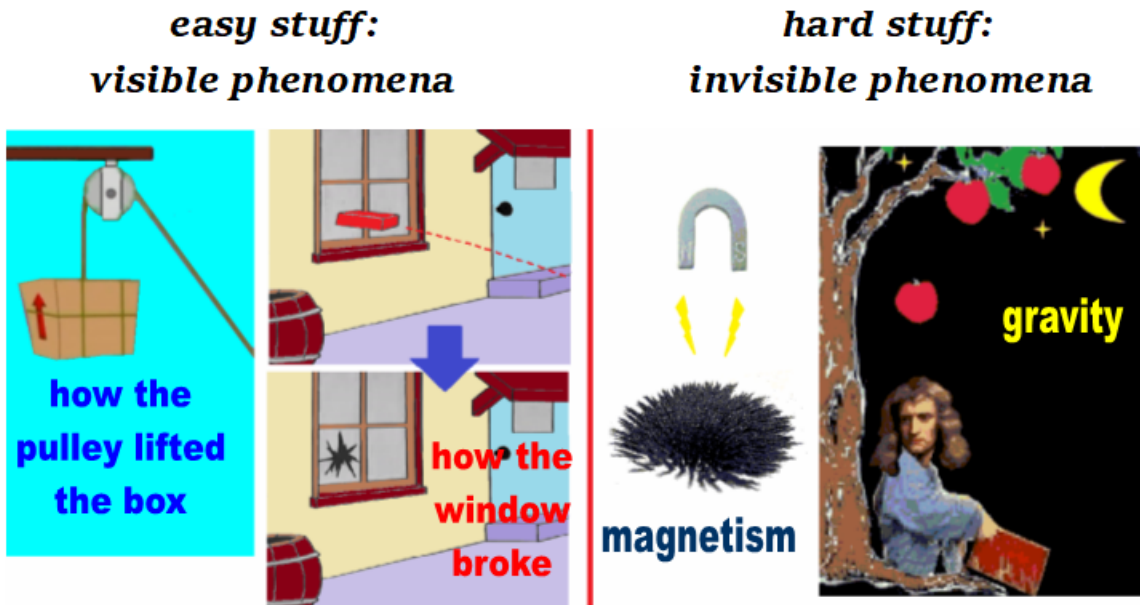 easy stuff:
visible phenomena
hard stuff:
invisible phenomena
how the
pulley lifted
the box
how the
window
broke
magnetism
gravity